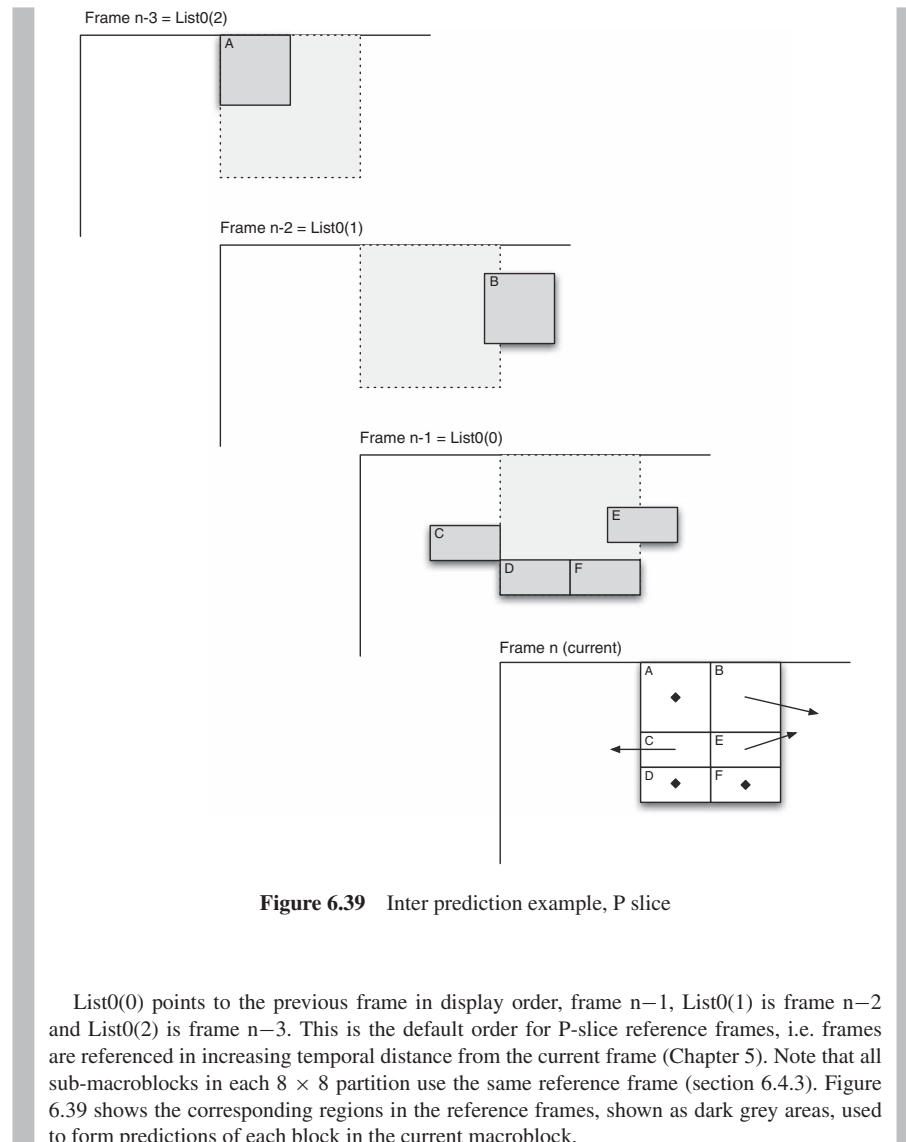 Frame n-3 = List0(2)
A
Frame n-2 = List0(1)
B
Frame n-1 = List0(0)
C
E
D
F
Frame n (current)
A
B
C
E
D
F
Figure 6.39 Inter prediction example, P slice
List0(0) points to the previous frame in display order, frame n−1, List0(1) is frame n−2
and List0(2) is frame n−3. This is the default order for P-slice reference frames, i.e. frames
are referenced in increasing temporal distance from the current frame (Chapter 5). Note that all
sub-macroblocks in each 8 × 8 partition use the same reference frame (section 6.4.3). Figure
6.39 shows the corresponding regions in the reference frames, shown as dark grey areas, used
to form predictions of each block in the current macroblock.